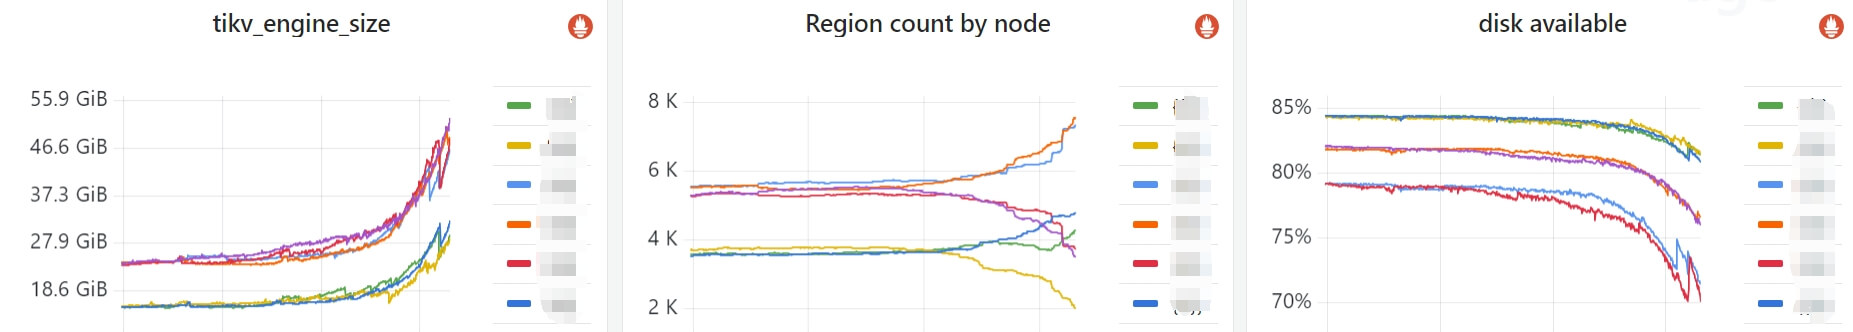 tikv_engine_size
55.9 GiB
46.6 GiB
37.3 GiB
27.9 GiB
18.6 GiB
Region count by node
8 K
6 K
4 K
2 K
disk available
85%
80%
75%
70%